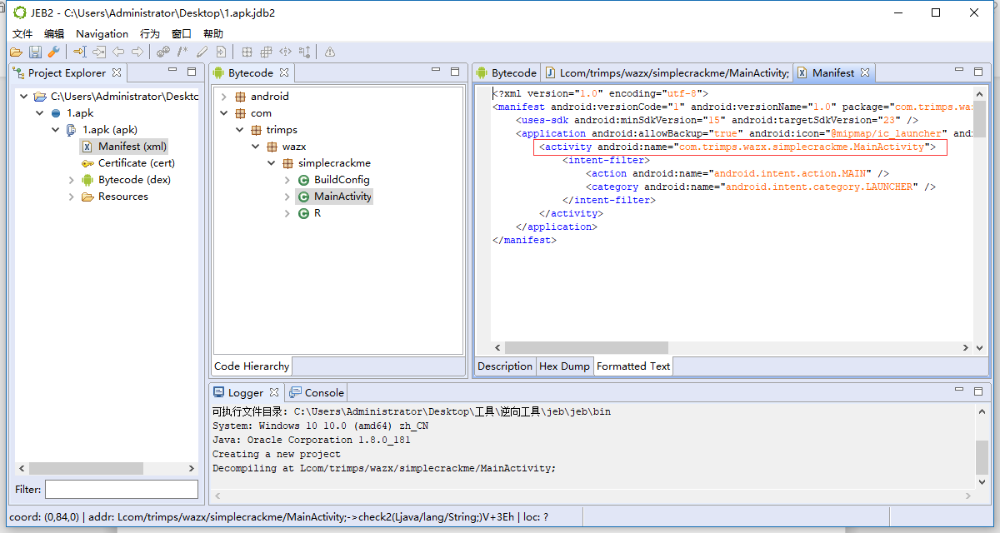 JEB2 - C:\Users\Administrator\Desktop\1.apk.jdb2
文件 编辑 Navigation 行为 窗口 帮助
Project Explorer
C:\Users\Administrator\Deskto
1.apk
1.apk (apk)
Manifest (xml)
Certificate (cert)
Bytecode (dex)
Resources
Filter:
Bytecode
android
com
trimps
wazx
simplecrackme
BuildConfig
MainActivity
R
Code Hierarchy
Bytecode Lcom/trimps/wazx/simplecrackme/MainActivity; Manifest
<?xml version="1.0" encoding="utf-8">
<manifest android:versionCode="1" android:versionName="1.0" package="com.trimps.waz
<uses-sdk android:minSdkVersion="15" android:targetSdkVersion="23" />
<application android:allowBackup="true" android:icon="@mipmap/ic_launcher" and
<activity android:name="com.trimps.wazx.simplecrackme.MainActivity">
<intent-filter>
<action android:name="android.intent.action.MAIN" />
<category android:name="android.intent.category.LAUNCHER" />
</intent-filter>
</activity>
</application>
</manifest>
Description Hex Dump Formatted Text
Logger Console
可执行文件目录: C:\Users\Administrator\Desktop\工具\逆向工具\jeb\jeb\bin
System: Windows 10 10.0 (amd64) zh_CN
Java: Oracle Corporation 1.8.0_181
Creating a new project
Decompiling at Lcom/trimps/wazx/simplecrackme/MainActivity;
coord: (0,84,0) | addr: Lcom/trimps/wazx/simplecrackme/MainActivity;->check2(Ljava/lang/String;)V+3Eh | loc: ?